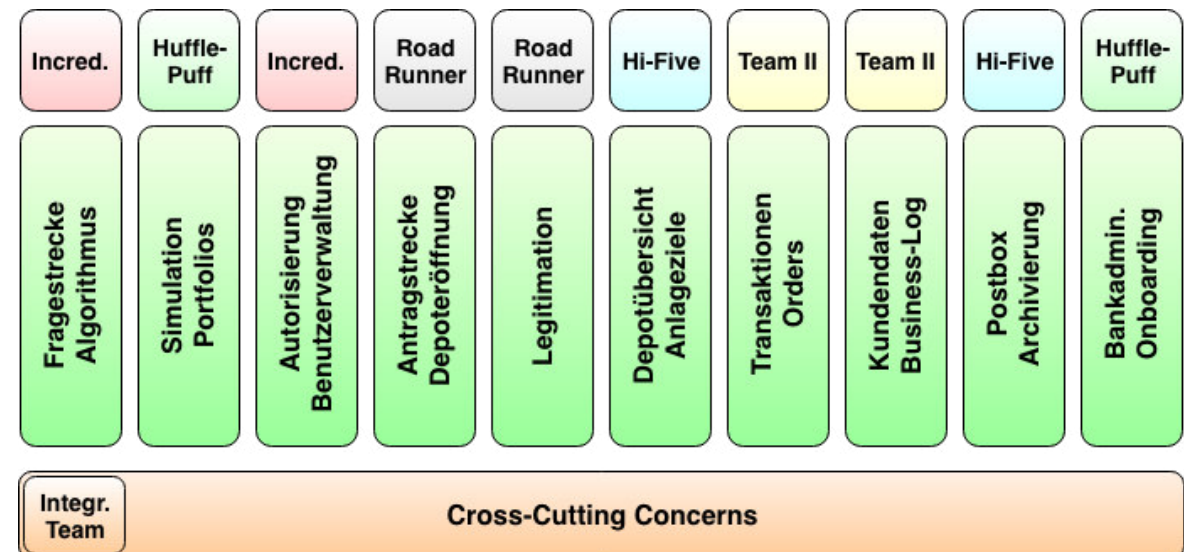 Incred.
Huffle-
Puff
Incred.
Road
Runner
Road
Runner
Hi-Five
Team II
Team II
Hi-Five
Huffle-
Puff
Fragestrecke
Algorithmus
Simulation
Portfolios
Autorisierung
Benutzerverwaltung
Antragstrecke
Depoteröffnung
Legitimation
Depotübersicht
Anlageziele
Transaktionen
Orders
Kundendaten
Business-Log
Postbox
Archivierung
Bankadmin.
Onboarding
Integr.
Team
Cross-Cutting Concerns